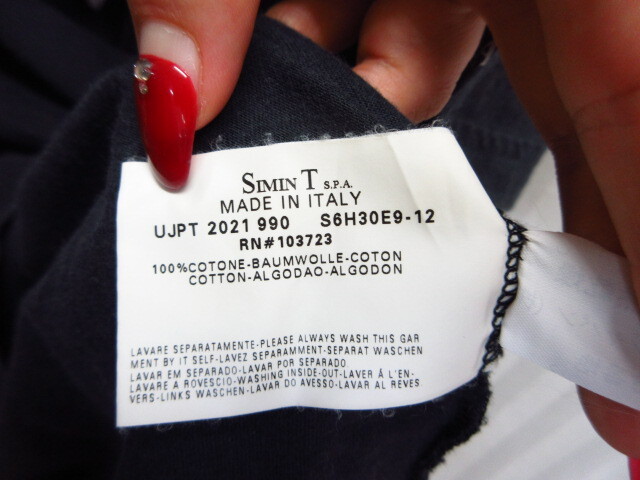 SIMIN T S.P.A.
MADE IN ITALY
UJPT 2021 990 S6H30E9-12
RN#103723
100%COTONE-BAUMWOLLE-COTON
COTTON-ALGODAO-ALGODON
LAVARE SEPARATAMENTE-PLEASE ALWAYS WASH THIS GAR
MENT BY IT SELF-LAVEZ SEPARAMMENT-SEPARAT WASCHEN
LAVAR EM SEPARADO-LAVAR POR SEPARADO
LAVARE A ROVESCIO-WASHING INSIDE-OUT-LAVER Á L'EN-
VERS-LINKS WASCHEN-LAVAR DO AVESSO-LAVAR AL REVES